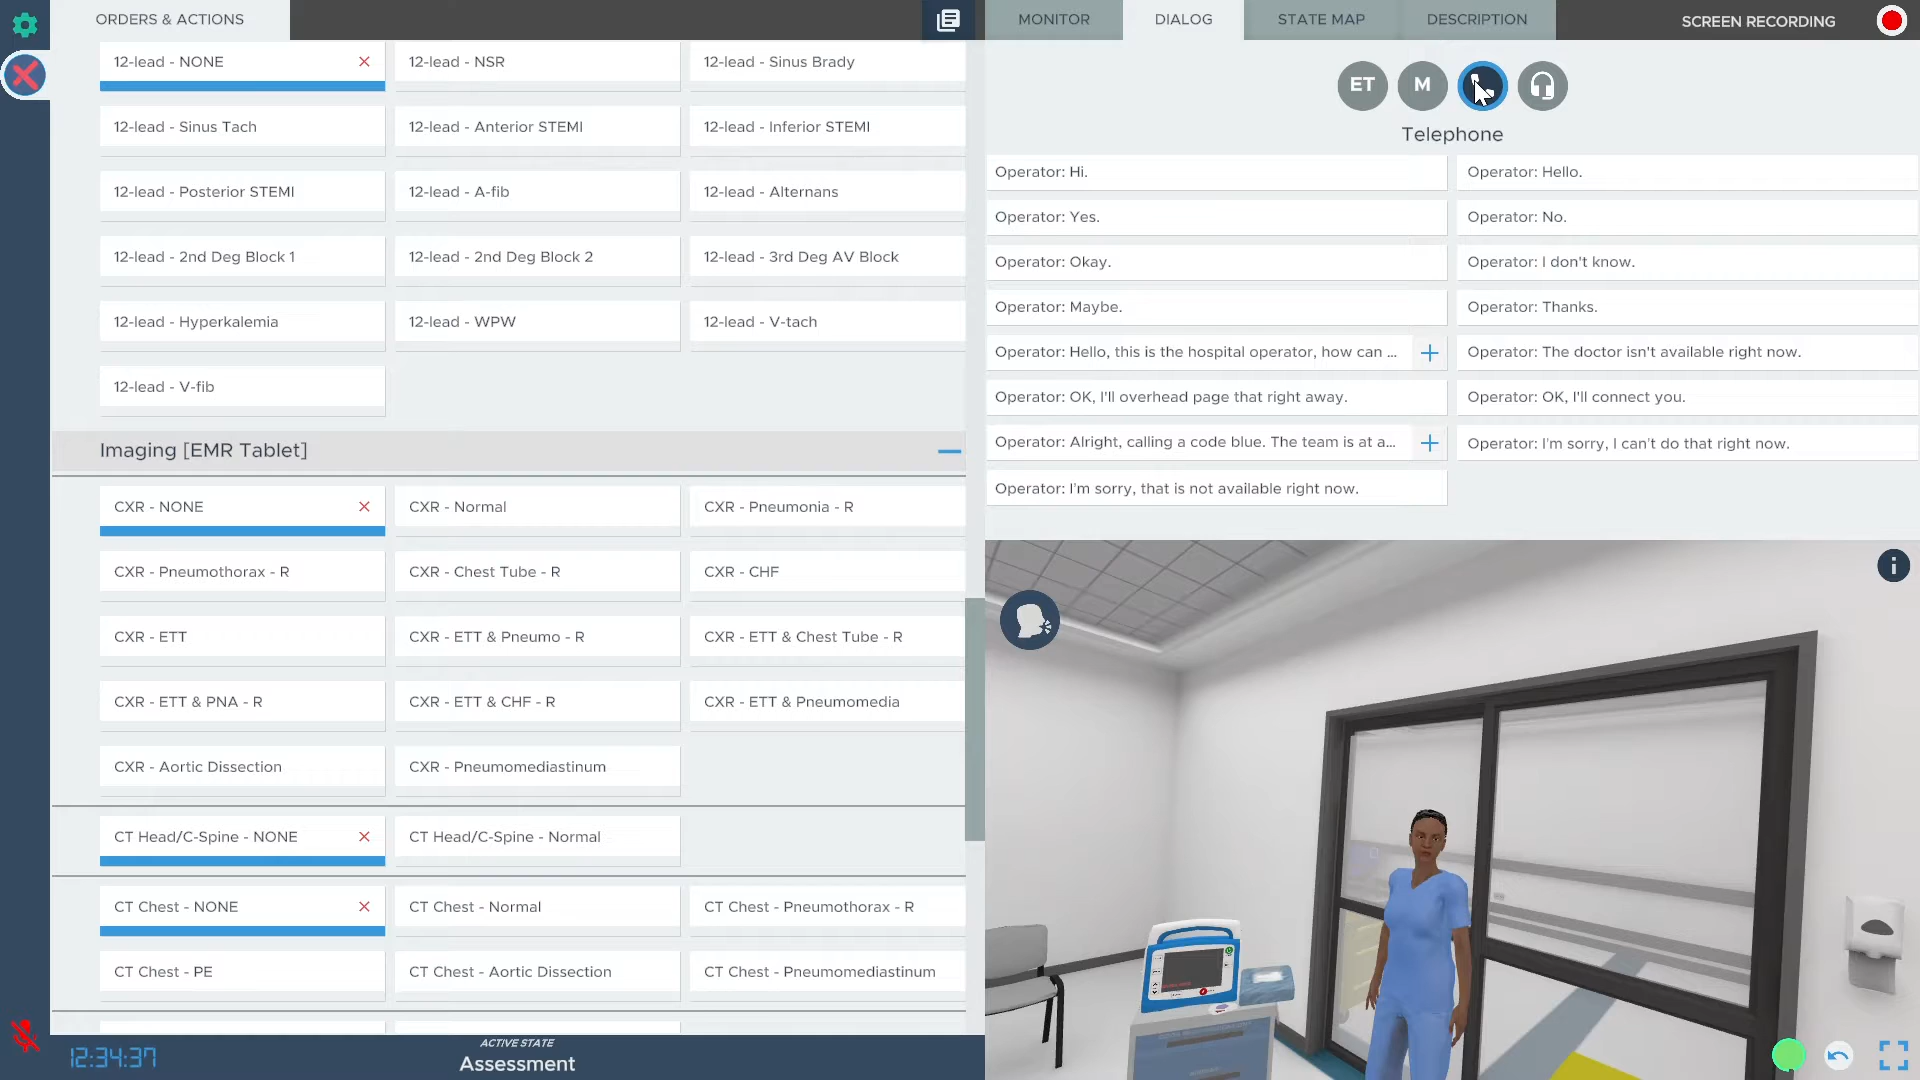 ORDERS & ACTIONS
MONITOR
DIALOG
STATE MAP
DESCRIPTION
SCREEN RECORDING
12-lead - NONE
12-lead - NSR
12-lead - Sinus Brady
12-lead - Sinus Tach
12-lead - Anterior STEMI
12-lead - Inferior STEMI
12-lead - Posterior STEMI
12-lead - A-fib
12-lead - Alternans
12-lead - 2nd Deg Block 1
12-lead - 2nd Deg Block 2
12-lead - 3rd Deg AV Block
12-lead - Hyperkalemia
12-lead - WPW
12-lead - V-tach
12-lead - V-fib
Imaging [EMR Tablet]
CXR - NONE
CXR - Normal
CXR - Pneumonia - R
CXR - Pneumothorax - R
CXR - Chest Tube - R
CXR - CHF
CXR - ETT
CXR - ETT & Pneumo - R
CXR - ETT & Chest Tube - R
CXR - ETT & PNA - R
CXR - ETT & CHF - R
CXR - ETT & Pneumomedia
CXR - Aortic Dissection
CXR - Pneumomediastinum
CT Head/C-Spine - NONE
CT Head/C-Spine - Normal
CT Chest - NONE
CT Chest - Normal
CT Chest - Pneumothorax - R
CT Chest - PE
CT Chest - Aortic Dissection
CT Chest - Pneumomediastinum
12:34:37
ACTIVE STATE
Assessment
ET
M
Telephone
Operator: Hi.
Operator: Hello.
Operator: Yes.
Operator: No.
Operator: Okay.
Operator: I don't know.
Operator: Maybe.
Operator: Thanks.
Operator: Hello, this is the hospital operator, how can ...
Operator: The doctor isn't available right now.
Operator: OK, I'll overhead page that right away.
Operator: OK, I'll connect you.
Operator: Alright, calling a code blue. The team is at a...
Operator: I'm sorry, I can't do that right now.
Operator: I'm sorry, that is not available right now.
i